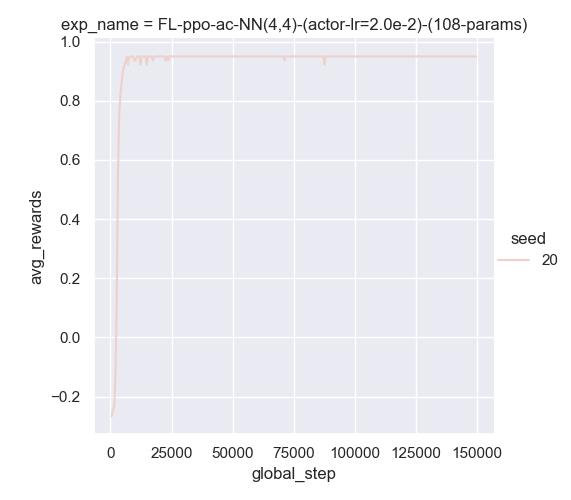 exp_name = FL-ppo-ac-NN(4,4)-(actor-lr=2.0e-2)-(108-params)
1.0
0.8
0.6
0.4
0.2
0.0
−0.2
avg_rewards
0 25000 50000 75000 100000 125000 150000
global_step
seed
20